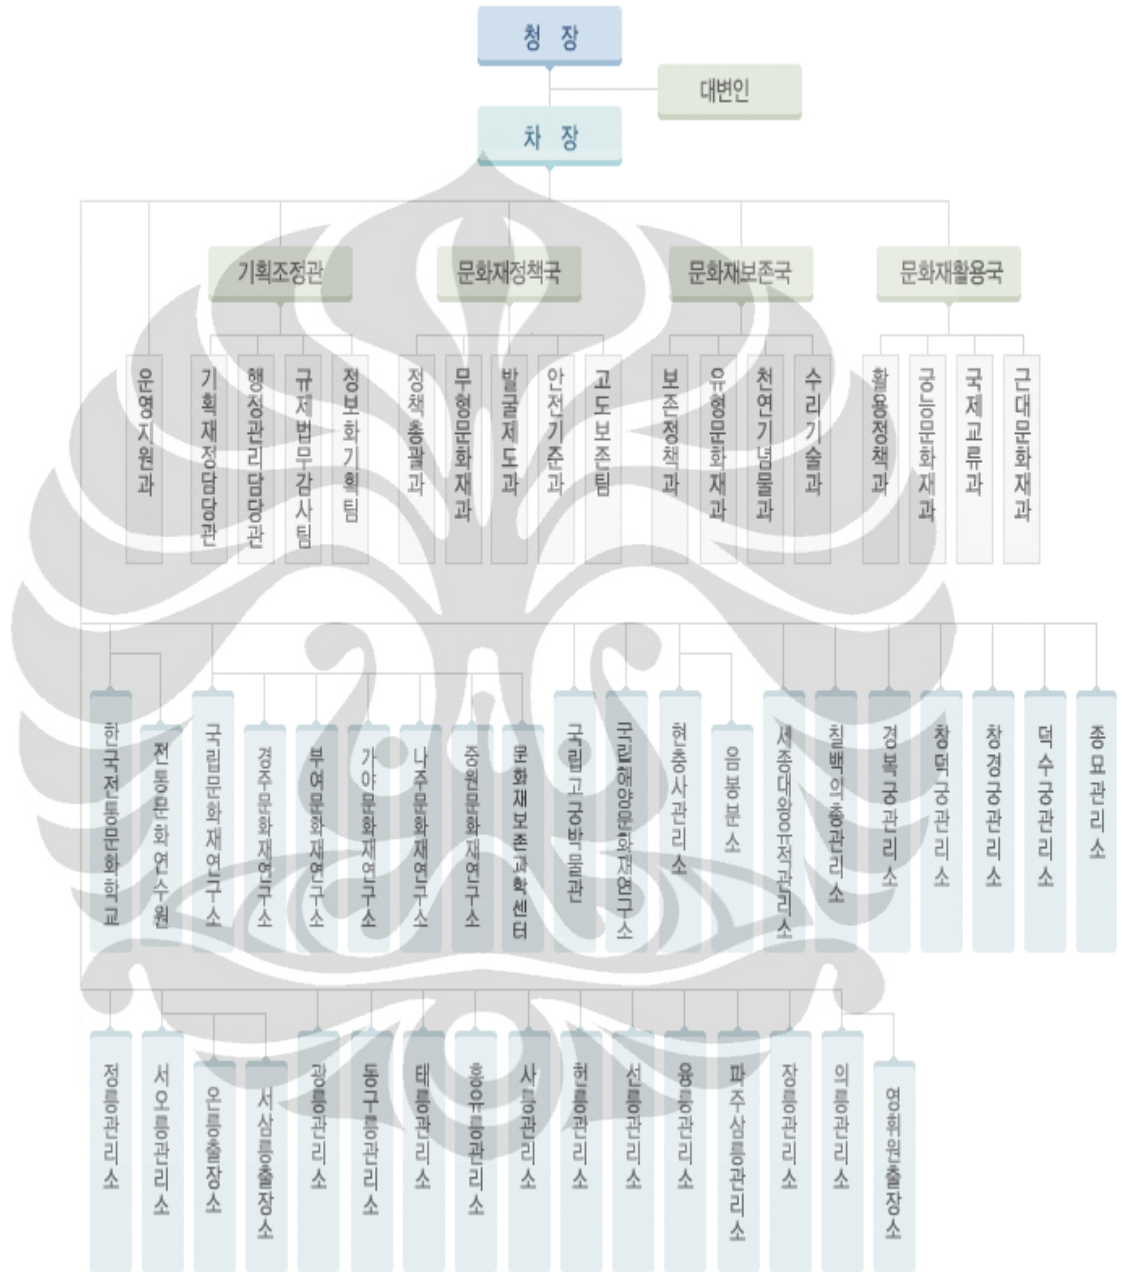 청 장
대변인
차 장
기획조정관
문화재정책국
문화재보존국
문화재활용국
운영지원과
기획재정담당관
행정관리담당관
규제법무감사팀
정보화기획팀
정책총괄과
무형문화재과
발굴제도과
안전기준과
고도보존팀
보존정책과
유형문화재과
천연기념물과
수리기술과
활용정책과
궁능문화재과
국제교류과
근대문화재과
한국전통문화학교
전통문화연수원
국립문화재연구소
경주문화재연구소
부여문화재연구소
가야문화재연구소
나주문화재연구소
중원문화재연구소
문화재보존과학센터
국립고궁박물관
국립해양문화재연구소
현충사관리소
음봉분소
세종대왕유적관리소
칠백의총관리소
경복궁관리소
창덕궁관리소
창경궁관리소
덕수궁관리소
종묘관리소
정릉관리소
서오릉관리소
온릉출장소
서삼릉출장소
광릉관리소
동구릉관리소
태릉관리소
홍유릉관리소
사릉관리소
헌릉관리소
선릉관리소
융릉관리소
파주삼릉관리소
장릉관리소
의릉관리소
영휘원출장소